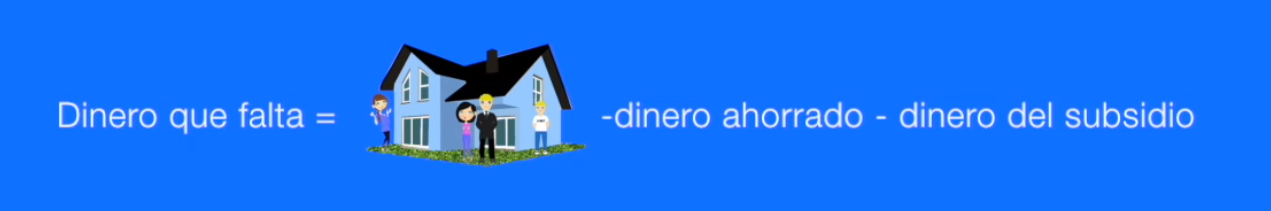 Dinero que falta = -dinero ahorrado - dinero del subsidio